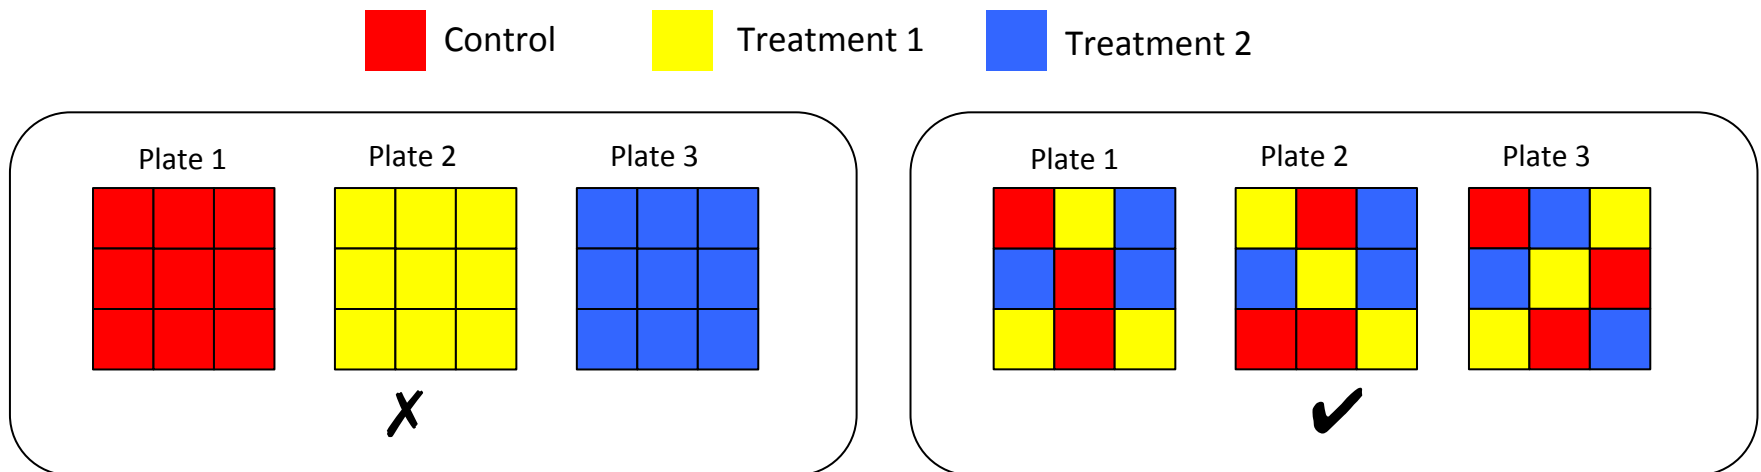 Control Treatment 1 Treatment 2
Plate 1 Plate 2 Plate 3
Plate 1 Plate 2 Plate 3
✗
✔